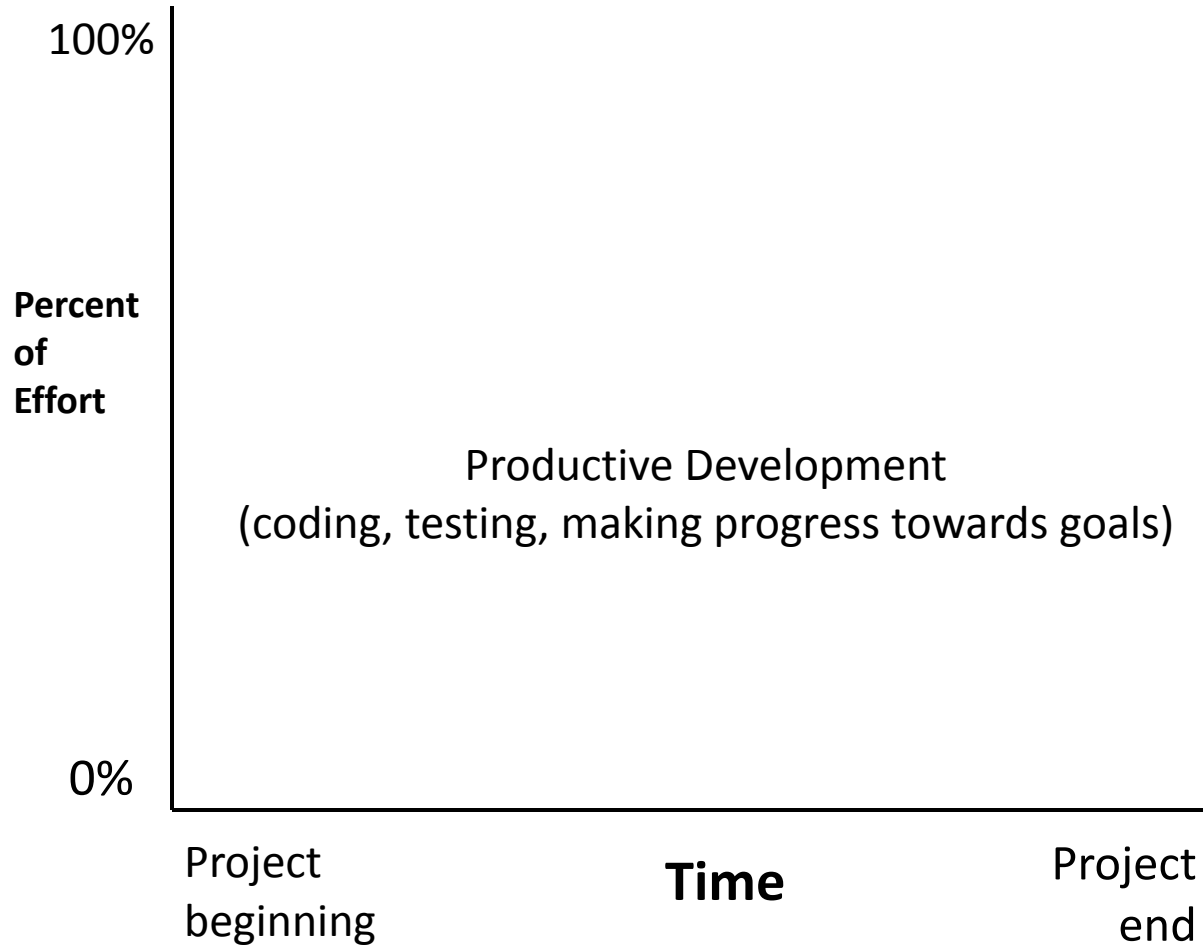 100%
Percent
of
Effort
Productive Development
(coding, testing, making progress towards goals)
0%
Project
beginning
Time
Project
end